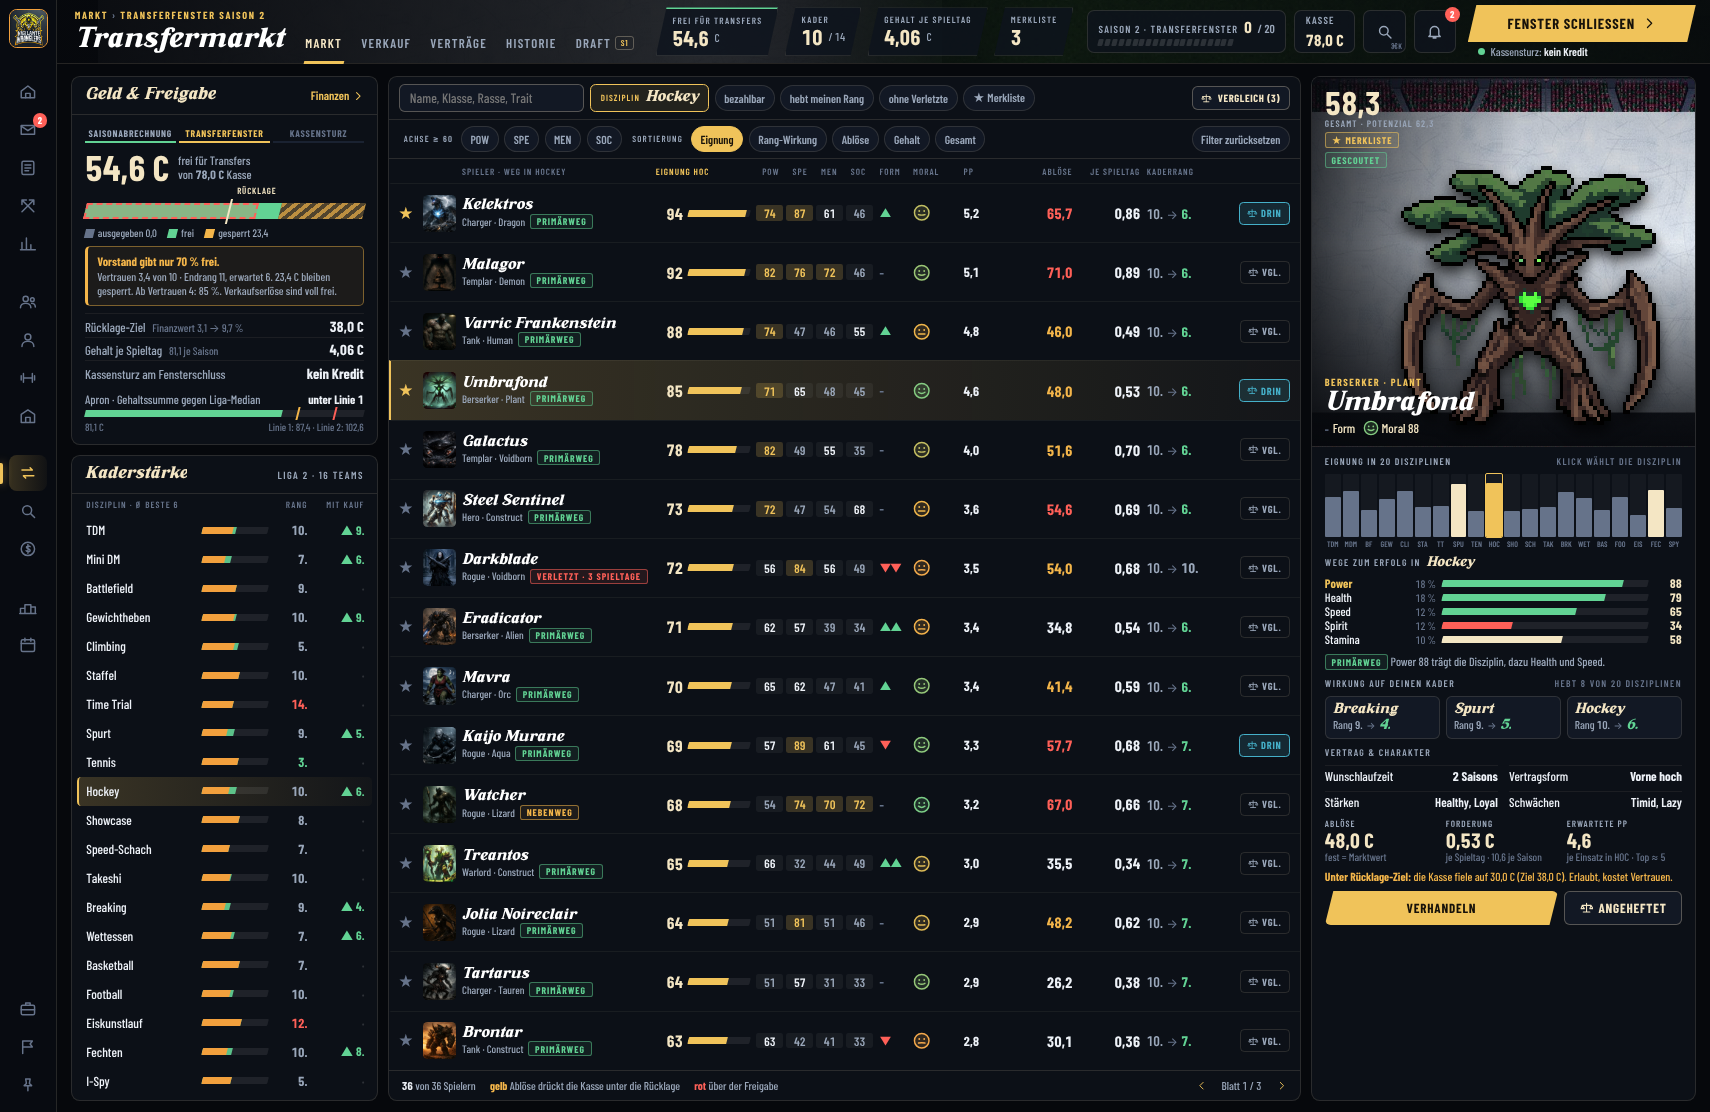 MARKT › TRANSFERFENSTER SAISON 2
Transfermarkt
MARKT VERKAUF VERTRÄGE HISTORIE DRAFT S1
FREI FÜR TRANSFERS
54,6 C
KADER
10 / 14
GEHALT JE SPIELTAG
4,06 C
MERKLISTE
3
SAISON 2 · TRANSFERFENSTER 0 / 20
KASSE
78,0 C
36X
2
FENSTER SCHLIESSEN
Kassensturz: kein Kredit
2
Geld & Freigabe
Finanzen
SAISONABRECHNUNG TRANSFERFENSTER KASSENSTURZ
54,6 C frei für Transfers
von 78,0 C Kasse
RÜCKLAGE
ausgegeben 0,0 frei gesperrt 23,4
Vorstand gibt nur 70 % frei.
Vertrauen 3,4 von 10 · Endrang 11, erwartet 6. 23,4 C bleiben
gesperrt. Ab Vertrauen 4: 85 %. Verkaufserlöse sind voll frei.
Rücklage-Ziel Finanzwert 3,1 → 9,7 % 38,0 C
Gehalt je Spieltag 81,1 je Saison 4,06 C
Kassensturz am Fensterschluss kein Kredit
Apron · Gehaltssumme gegen Liga-Median unter Linie 1
81,1 C Linie 1: 87,4 · Linie 2: 102,6
Kaderstärke
LIGA 2 · 16 TEAMS
DISZIPLIN · Ø BESTE 6 RANG MIT KAUF
TDM 10. ▲ 9.
Mini DM 7. ▲ 6.
Battlefield 9. ·
Gewichtheben 10. ▲ 9.
Climbing 5. ·
Staffel 10. ·
Time Trial 14. ·
Spurt 9. ▲ 5.
Tennis 3. ·
Hockey 10. ▲ 6.
Showcase 8. ·
Speed-Schach 7. ·
Takeshi 10. ·
Breaking 9. ▲ 4.
Wettessen 7. ▲ 6.
Basketball 7. ·
Football 10. ·
Eiskunstlauf 12. ·
Fechten 10. ▲ 8.
I-Spy 5. ·
Name, Klasse, Rasse, Trait
DISZIPLIN Hockey
bezahlbar
hebt meinen Rang
ohne Verletzte
★ Merkliste
VERGLEICH (3)
ACHSE ≥ 60 POW SPE MEN SOC SORTIERUNG Eignung Rang-Wirkung Ablöse Gehalt Gesamt Filter zurücksetzen
SPIELER · WEG IN HOCKEY EIGNUNG HOC POW SPE MEN SOC FORM MORAL PP ABLÖSE JE SPIELTAG KADERRANG
★ Kelektros
Charger · Dragon PRIMÄRWEG
94 74 87 61 46 ▲ 5,2 65,7 0,86 10. → 6. DRIN
★ Malagor
Templar · Demon PRIMÄRWEG
92 82 76 72 46 - 5,1 71,0 0,89 10. → 6. VGL.
★ Varric Frankenstein
Tank · Human PRIMÄRWEG
88 74 47 46 55 ▲ 4,8 46,0 0,49 10. → 6. VGL.
★ Umbrafond
Berserker · Plant PRIMÄRWEG
85 71 65 48 45 - 4,6 48,0 0,53 10. → 6. DRIN
★ Galactus
Templar · Voidborn PRIMÄRWEG
78 82 49 55 35 - 4,0 51,6 0,70 10. → 6. VGL.
★ Steel Sentinel
Hero · Construct PRIMÄRWEG
73 72 47 54 68 - 3,6 54,6 0,69 10. → 6. VGL.
★ Darkblade
Rogue · Voidborn VERLETZT · 3 SPIELTAGE
72 56 84 56 49 ▼▼ 3,5 54,0 0,68 10. → 10. VGL.
★ Eradicator
Berserker · Alien PRIMÄRWEG
71 62 57 39 34 ▲▲ 3,4 34,8 0,54 10. → 6. VGL.
★ Mavra
Charger · Orc PRIMÄRWEG
70 65 62 47 41 ▲ 3,4 41,4 0,59 10. → 6. VGL.
★ Kaijo Murane
Rogue · Aqua PRIMÄRWEG
69 57 89 61 45 ▼ 3,3 57,7 0,68 10. → 7. DRIN
★ Watcher
Rogue · Lizard NEBENWEG
68 54 74 70 72 - 3,2 67,0 0,66 10. → 7. VGL.
★ Treantos
Warlord · Construct PRIMÄRWEG
65 66 32 44 49 ▲▲ 3,0 35,5 0,34 10. → 7. VGL.
★ Jolia Noireclair
Rogue · Lizard PRIMÄRWEG
64 51 81 51 46 - 2,9 48,2 0,62 10. → 7. VGL.
★ Tartarus
Charger · Tauren PRIMÄRWEG
64 51 57 31 33 - 2,9 26,2 0,38 10. → 7. VGL.
★ Brontar
Tank · Construct PRIMÄRWEG
63 63 42 41 33 ▼ 2,8 30,1 0,36 10. → 7. VGL.
36 von 36 Spielern gelb Ablöse drückt die Kasse unter die Rücklage rot über der Freigabe Blatt 1 / 3
58,3
GESAMT · POTENZIAL 62,3
★ MERKLISTE
GESCOUTET
BERSERKER · PLANT
Umbrafond
- Form Moral 88
EIGNUNG IN 20 DISZIPLINEN KLICK WÄHLT DIE DISZIPLIN
TDM MDM BF GEW CLI STA TT SPU TEN HOC SHO SCH TAK BRK WET BAS FOO EIS FEC SPY
WEGE ZUM ERFOLG IN Hockey
Power 18 % 88
Health 18 % 79
Speed 12 % 65
Spirit 12 % 34
Stamina 10 % 58
PRIMÄRWEG Power 88 trägt die Disziplin, dazu Health und Speed.
WIRKUNG AUF DEINEN KADER HEBT 8 VON 20 DISZIPLINEN
Breaking
Rang 9. → 4.
Spurt
Rang 9. → 5.
Hockey
Rang 10. → 6.
VERTRAG & CHARAKTER
Wunschlaufzeit 2 Saisons Vertragsform Vorne hoch
Stärken Healthy, Loyal Schwächen Timid, Lazy
ABLÖSE
48,0 C
fest = Marktwert
FORDERUNG
0,53 C
je Spieltag · 10,6 je Saison
ERWARTETE PP
4,6
je Einsatz in HOC · Top ≈ 5
Unter Rücklage-Ziel: die Kasse fiele auf 30,0 C (Ziel 38,0 C). Erlaubt, kostet Vertrauen.
VERHANDELN
ANGEHEFTET